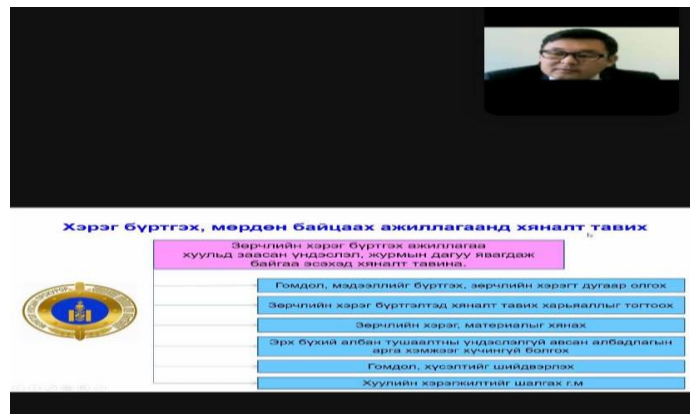 Хэрэг бүртгэх, мөрдөн байцаах ажиллагаанд хяналт тавих
Зөрчлийн хэрэг бүртгэх ажиллагаа
хуульд заасан үндэслэл, журмын дагуу явагдаж
байгаа эсэхэд хяналт тавина.
Гомдол, мэдээллийг бүртгэх, зөрчлийн хэрэгт дугаар олгох
Зөрчлийн хэрэг бүртгэлтэд хяналт тавих харьяаллыг тогтоох
Зөрчлийн хэрэг, материалыг хянах
Эрх бүхий албан тушаалтны үндэслэлгүй авсан албадлагын
арга хэмжээг хүчингүй болгох
Гомдол, хүсэлтийг шийдвэрлэх
Хуулийн хэрэгжилтийг шалгах г.м